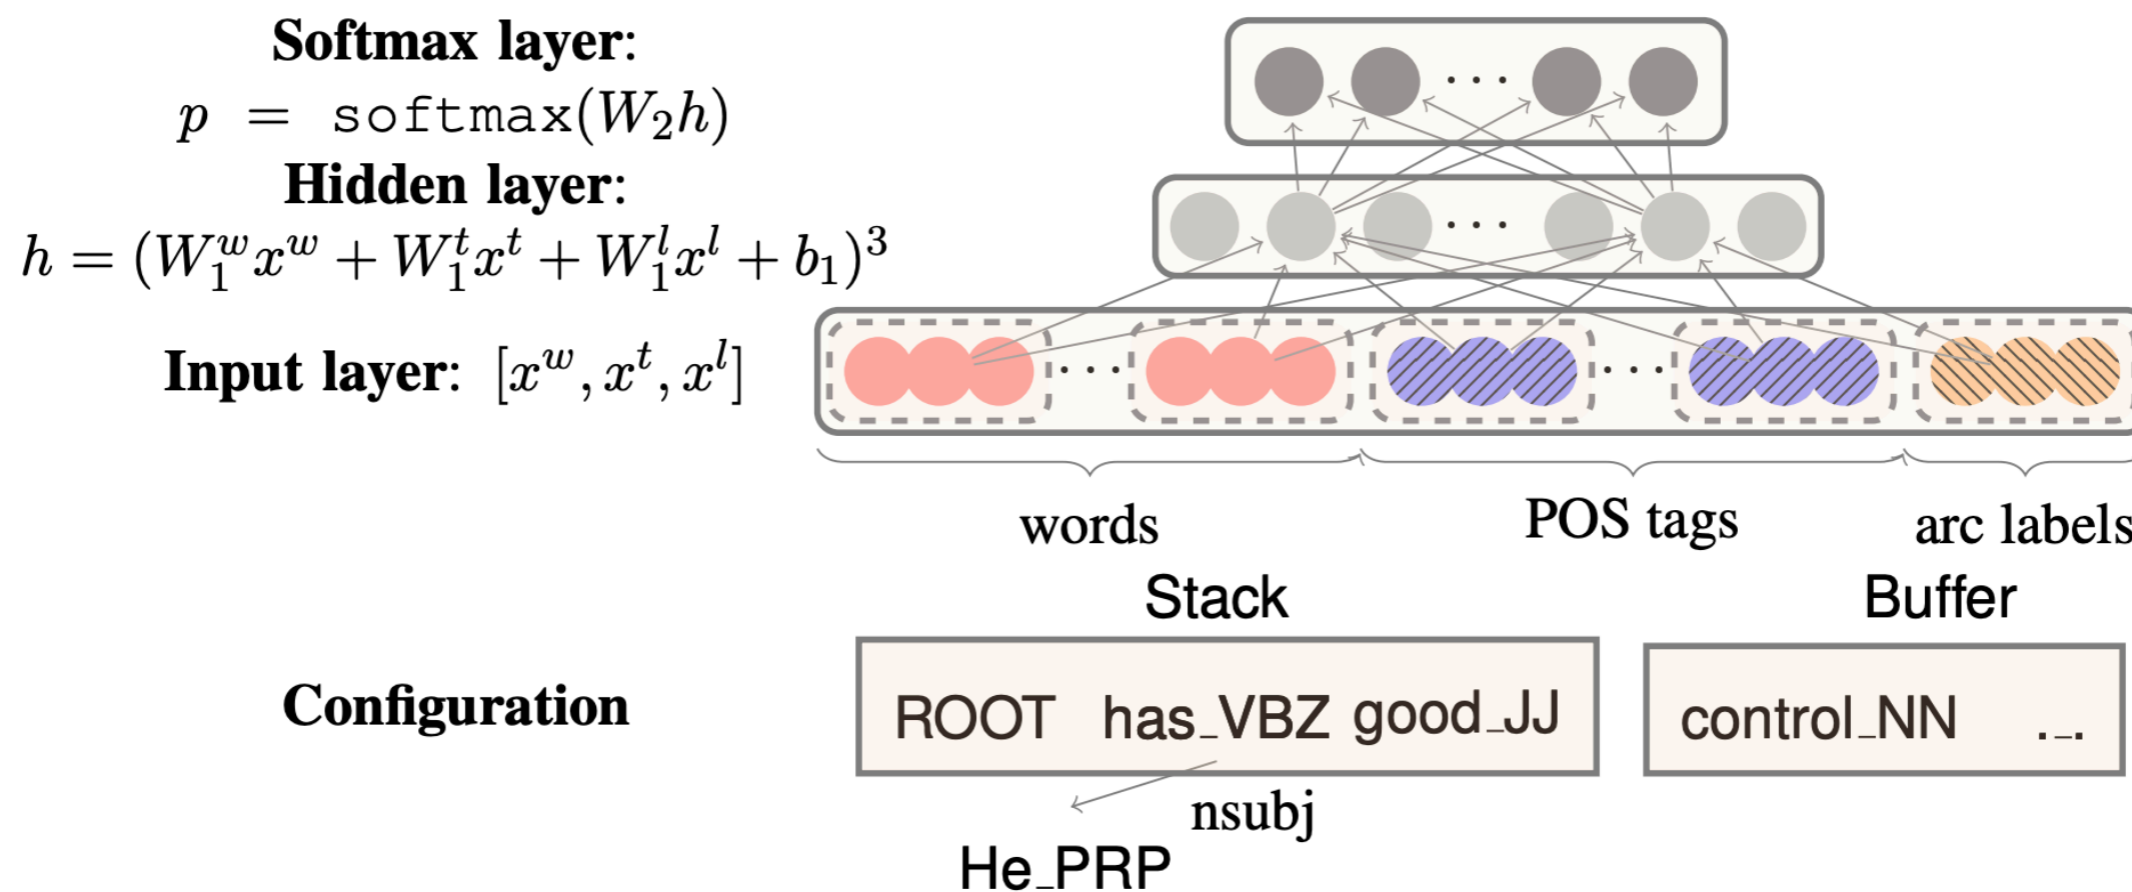 Softmax layer:
p = softmax(W₂h)
Hidden layer:
h = (W₁ʷxʷ + W₁ᵗxᵗ + W₁ˡxˡ + b₁)³
Input layer: [xʷ, xᵗ, xˡ]
· · ·
· · ·
· · ·
· · ·
words
POS tags
arc labels
Stack
Buffer
Configuration
ROOT has_VBZ good_JJ
control_NN ._.
nsubj
He_PRP